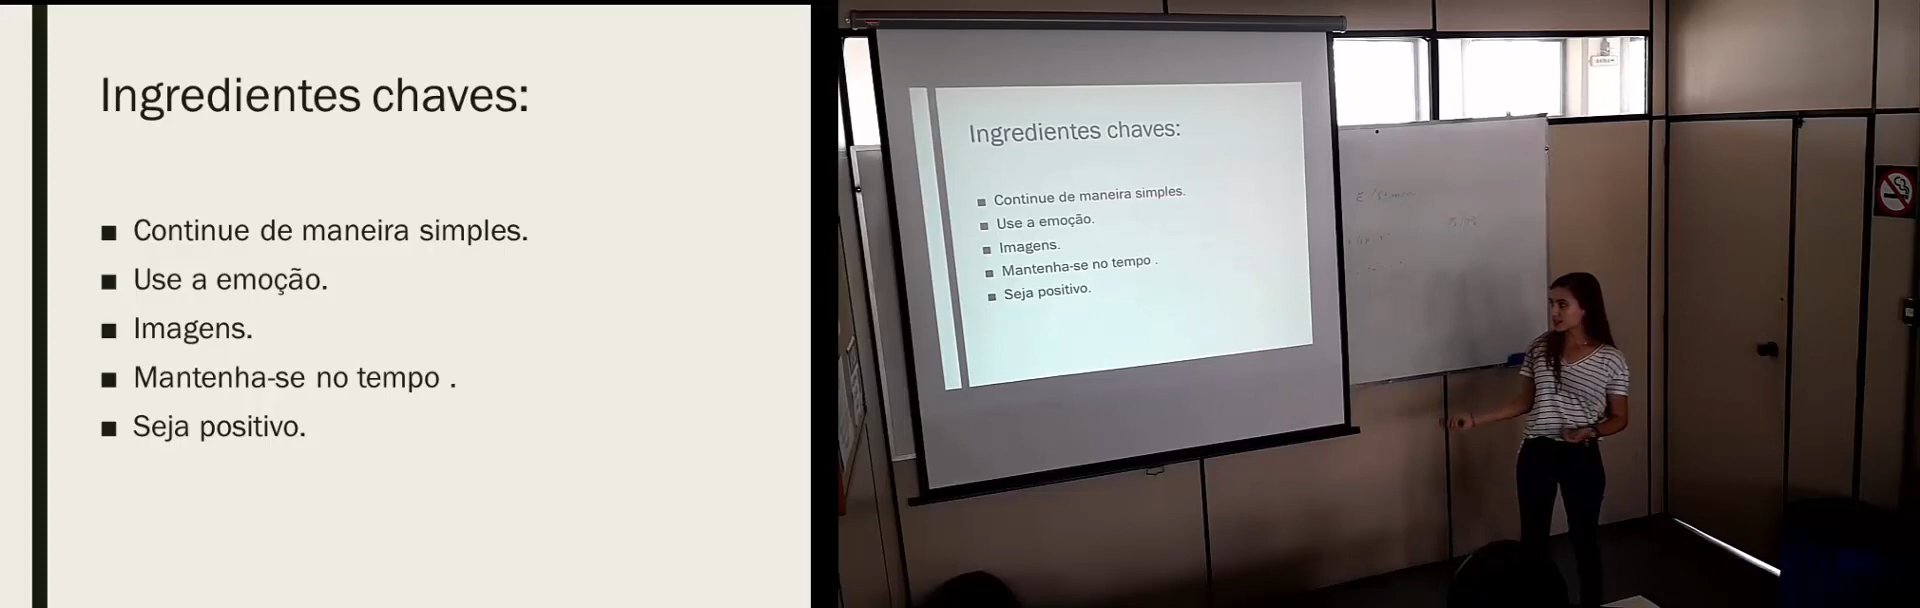 Ingredientes chaves:
■ Continue de maneira simples.
■ Use a emoção.
■ Imagens.
■ Mantenha-se no tempo .
■ Seja positivo.
Ingredientes chaves:
■ Continue de maneira simples.
■ Use a emoção.
■ Imagens.
■ Mantenha-se no tempo .
■ Seja positivo.